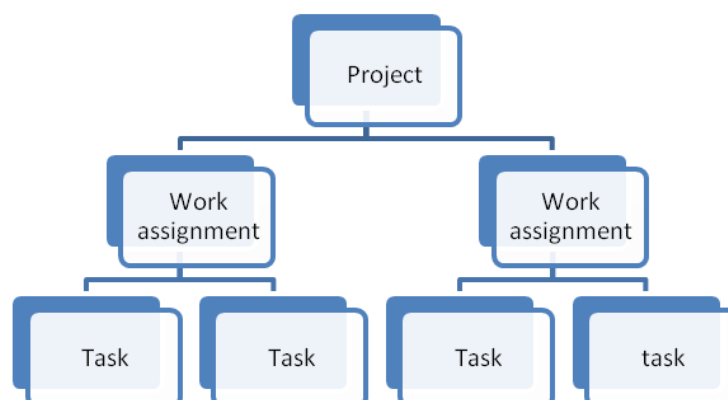 Project
Work
assignment
Work
assignment
Task
Task
Task
task